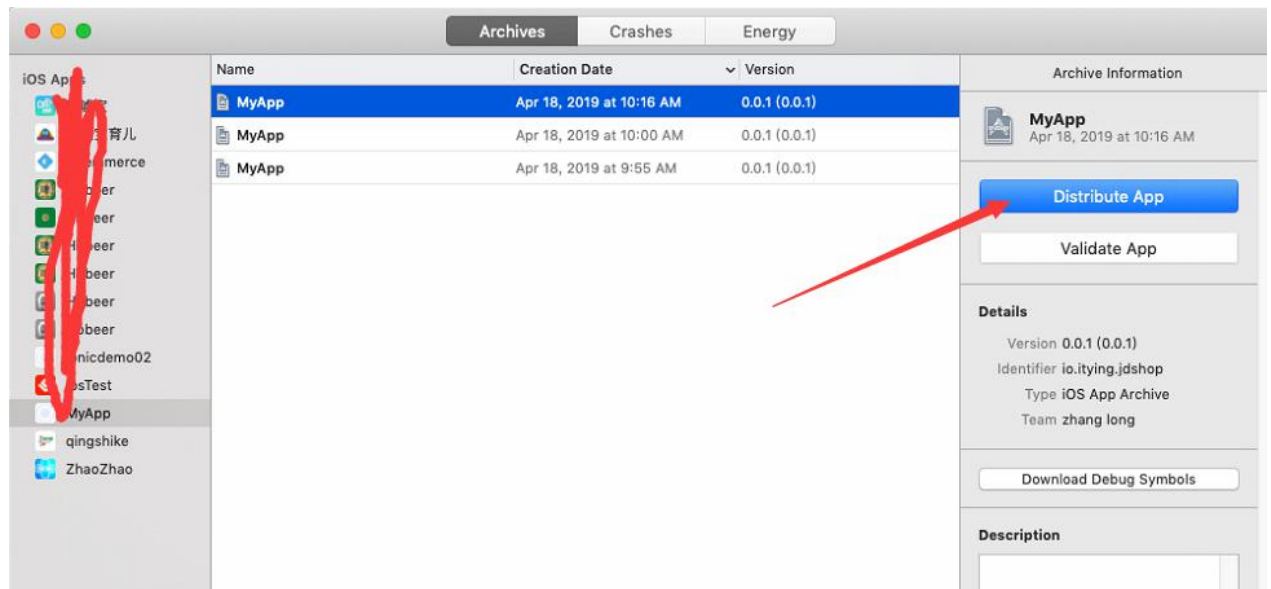 Archives Crashes Energy
iOS Apps
育儿
merce
er
eer
beer
beer
beer
obeer
nicdemo02
sTest
MyApp
qingshike
ZhaoZhao
Name Creation Date Version
MyApp Apr 18, 2019 at 10:16 AM 0.0.1 (0.0.1)
MyApp Apr 18, 2019 at 10:00 AM 0.0.1 (0.0.1)
MyApp Apr 18, 2019 at 9:55 AM 0.0.1 (0.0.1)
Archive Information
MyApp
Apr 18, 2019 at 10:16 AM
Distribute App
Validate App
Details
Version 0.0.1 (0.0.1)
Identifier io.itying.jdshop
Type iOS App Archive
Team zhang long
Download Debug Symbols
Description